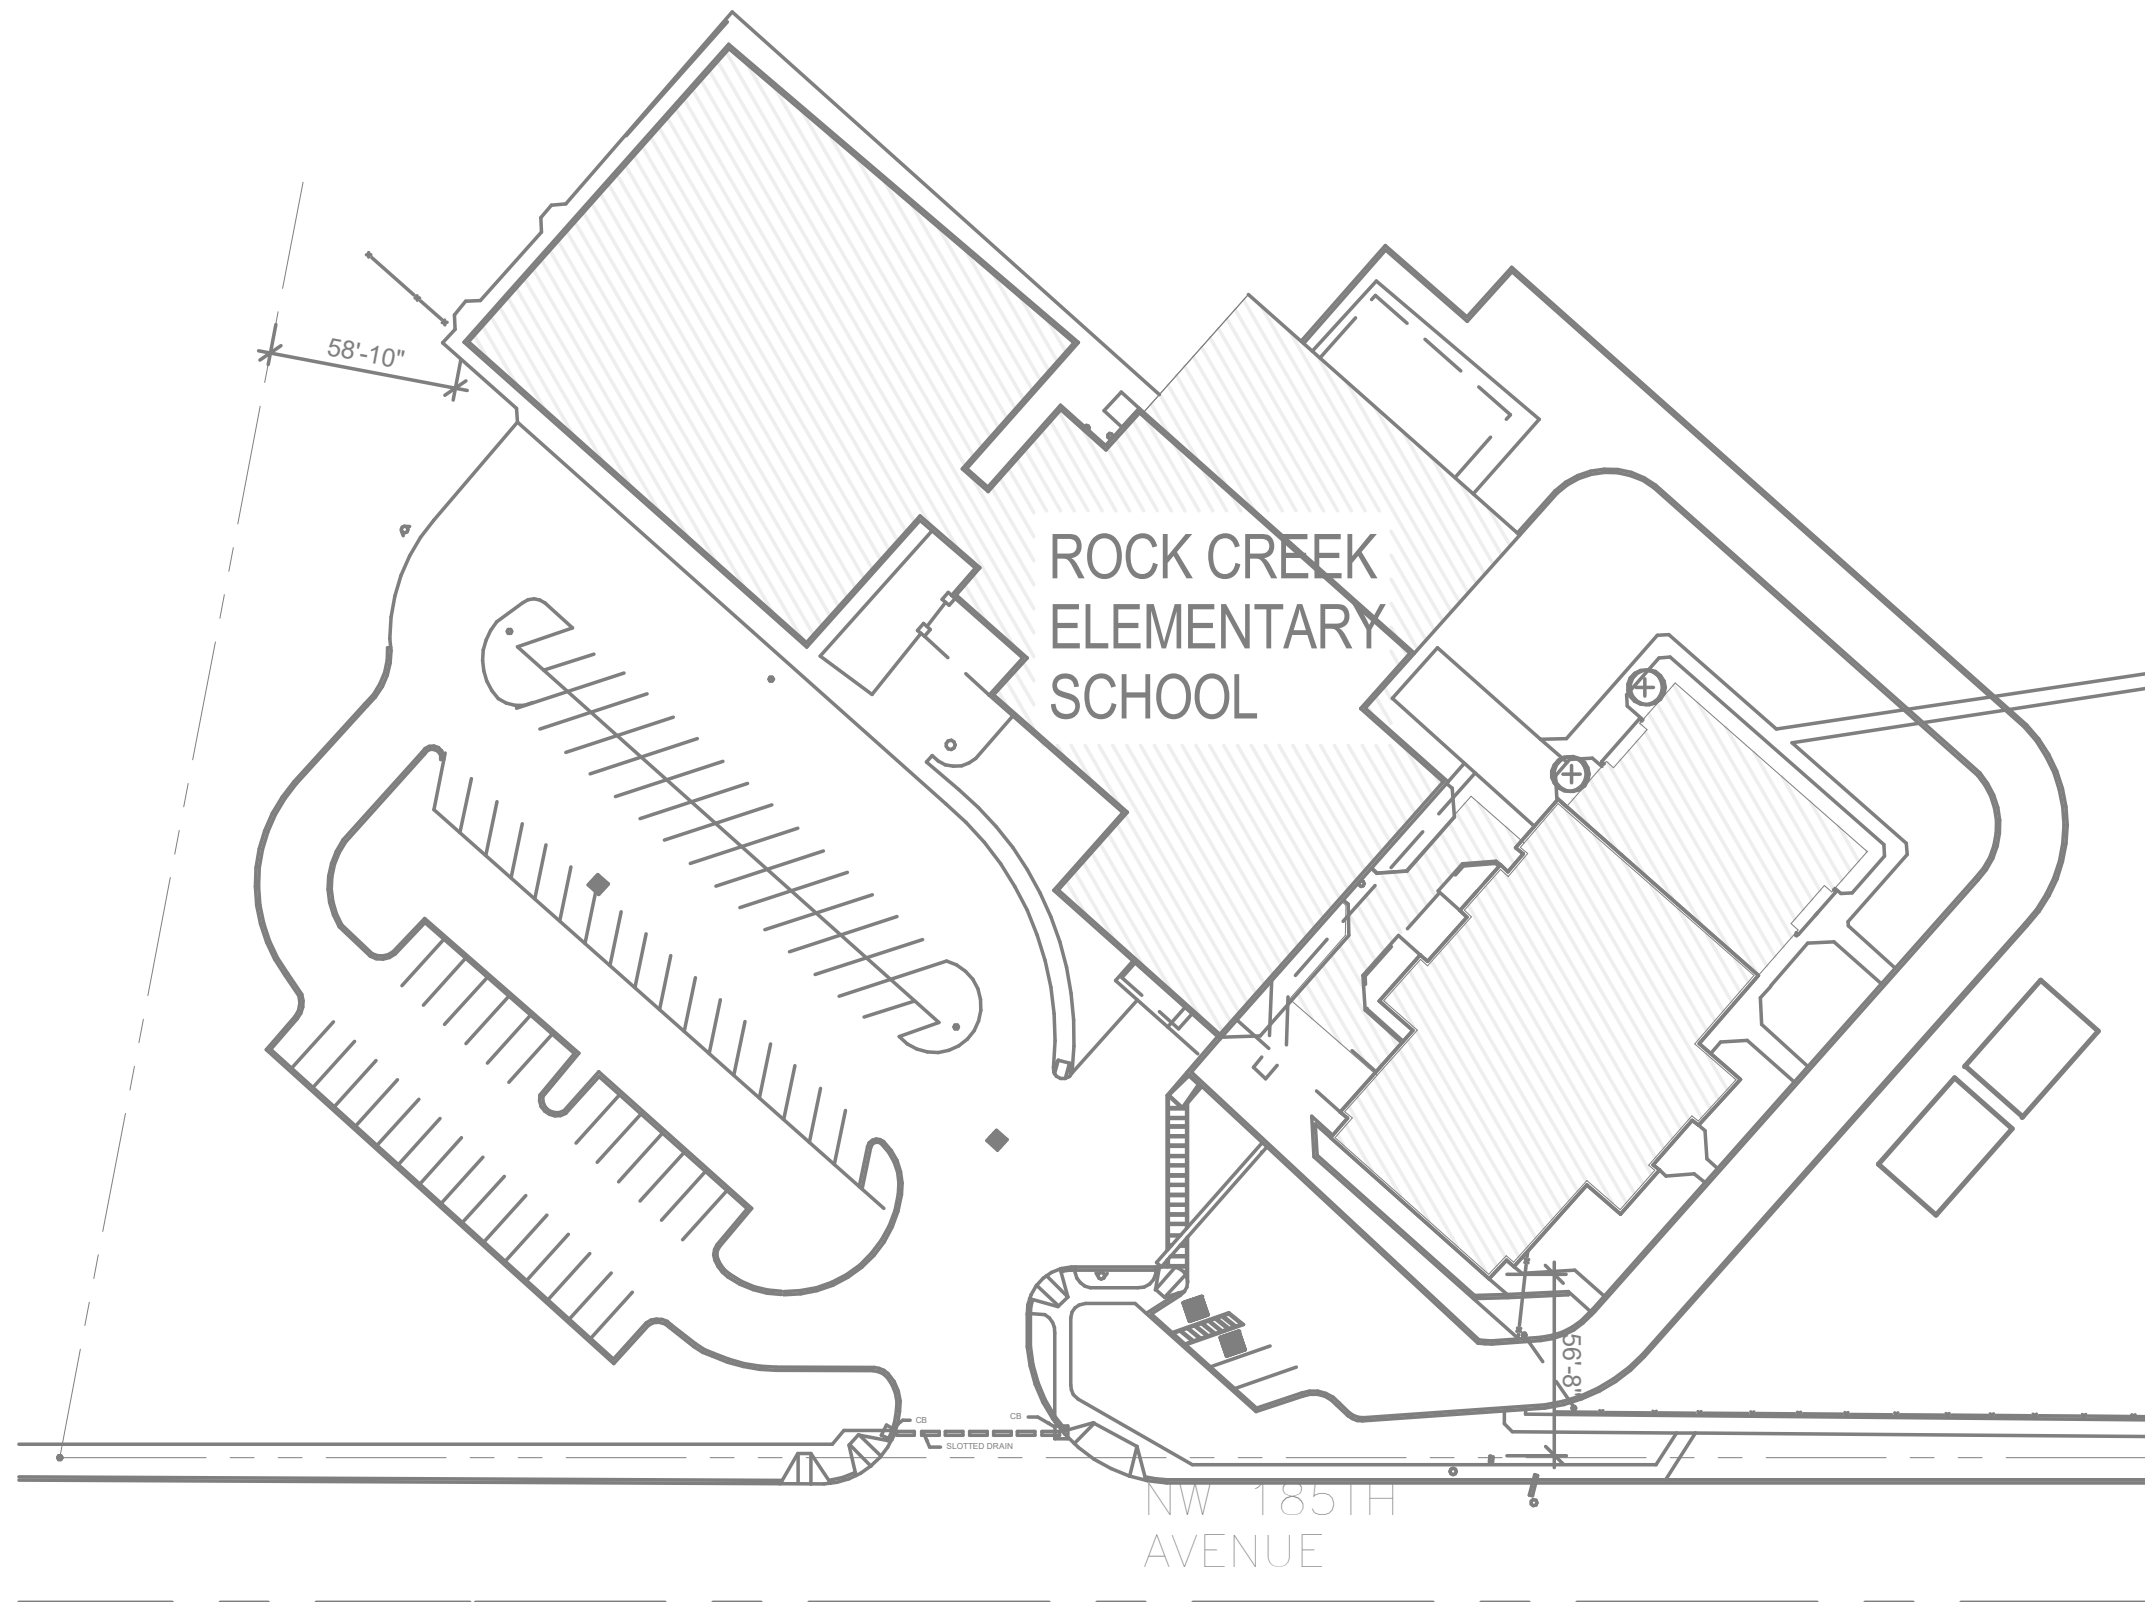 58'-10"
ROCK CREEK
ELEMENTARY
SCHOOL
56'-8"
CB
CB
SLOTTED DRAIN
NW 185TH
AVENUE